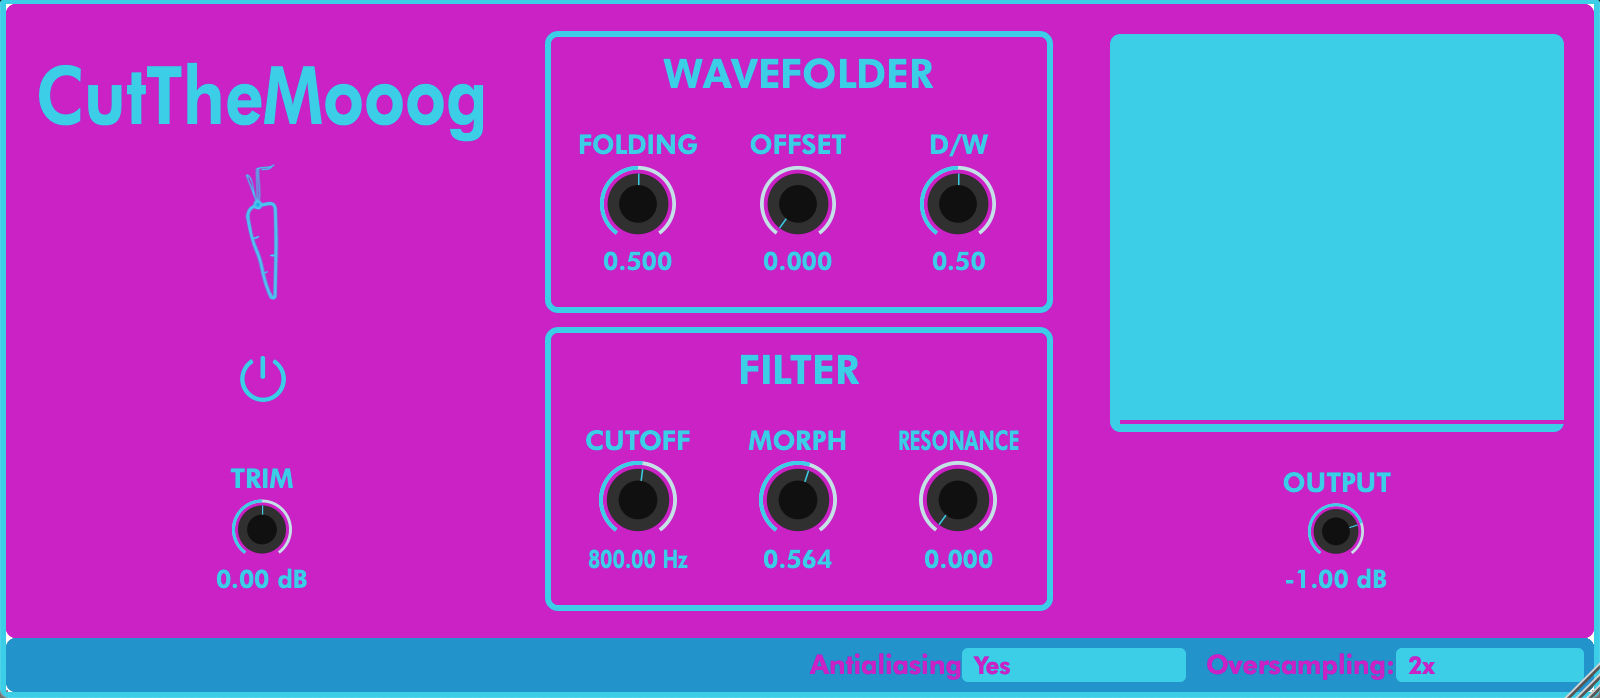 CutTheMooog
TRIM
0.00 dB
WAVEFOLDER
FOLDING OFFSET D/W
0.500 0.000 0.50
FILTER
CUTOFF MORPH RESONANCE
800.00 Hz 0.564 0.000
OUTPUT
-1.00 dB
Antialiasing Yes Oversampling: 2x